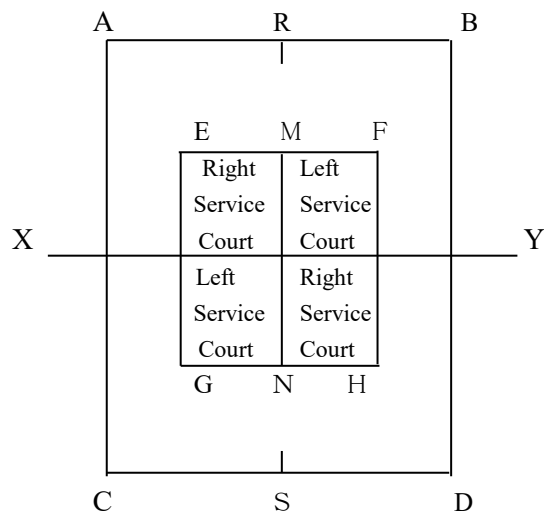 A R B
E M F
Right Left
Service Service
Court Court
X Y
Left Right
Service Service
Court Court
G N H
C S D